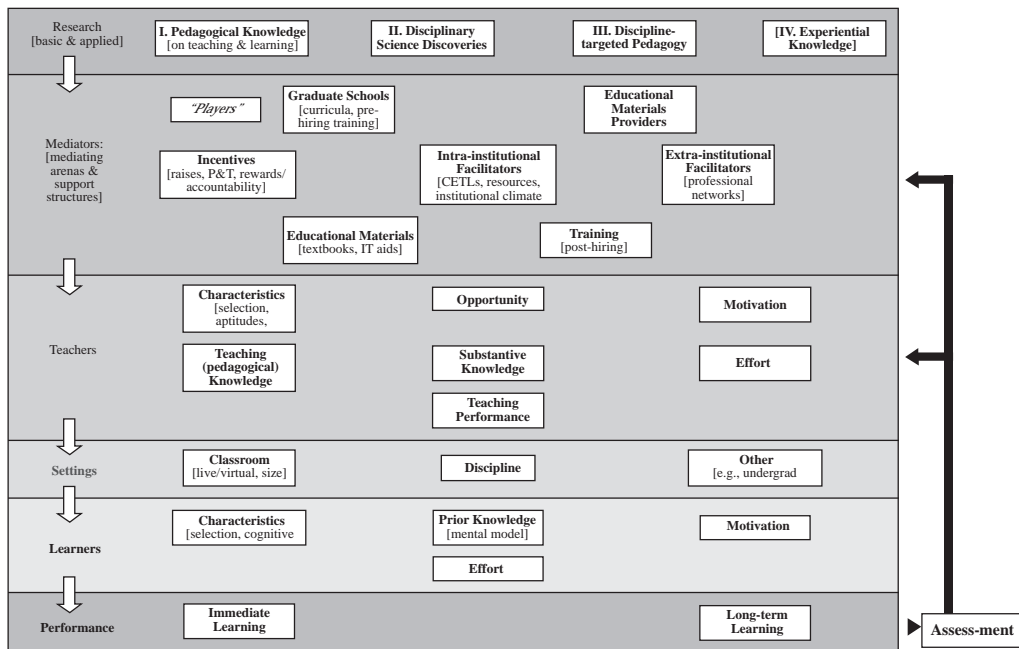 Research
[basic & applied]
I. Pedagogical Knowledge
[on teaching & learning]
II. Disciplinary
Science Discoveries
III. Discipline-
targeted Pedagogy
[IV. Experiential
Knowledge]
Mediators:
[mediating
arenas &
support
structures]
“Players”
Graduate Schools
[curricula, pre-
hiring training]
Educational
Materials
Providers
Incentives
[raises, P&T, rewards/
accountability]
Intra-institutional
Facilitators
[CETLs, resources,
institutional climate
Extra-institutional
Facilitators
[professional
networks]
Educational Materials
[textbooks, IT aids]
Training
[post-hiring]
Teachers
Characteristics
[selection,
aptitudes,
Opportunity
Motivation
Teaching
(pedagogical)
Knowledge
Substantive
Knowledge
Effort
Teaching
Performance
Settings
Classroom
[live/virtual, size]
Discipline
Other
[e.g., undergrad
Learners
Characteristics
[selection, cognitive
Prior Knowledge
[mental model]
Motivation
Effort
Performance
Immediate
Learning
Long-term
Learning
Assess-ment